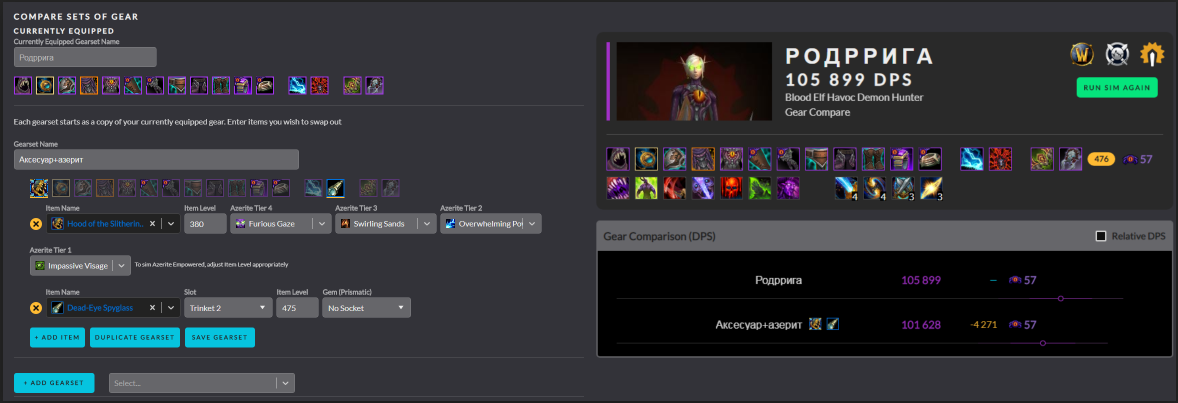 COMPARE SETS OF GEAR
CURRENTLY EQUIPPED
Currently Equipped Gearset Name
Родррига
Each gearset starts as a copy of your currently equipped gear. Enter items you wish to swap out
Gearset Name
Аксесуар+азерит
Item Name
Item Level
Azerite Tier 4
Azerite Tier 3
Azerite Tier 2
Hood of the Slitherin..
380
Furious Gaze
Swirling Sands
Overwhelming Po
Azerite Tier 1
Impassive Visage
To sim Azerite Empowered, adjust Item Level appropriately
Item Name
Slot
Item Level
Gem (Prismatic)
Dead-Eye Spyglass
Trinket 2
475
No Socket
+ ADD ITEM
DUPLICATE GEARSET
SAVE GEARSET
+ ADD GEARSET
Select...
РОДРРИГА
105 899 DPS
Blood Elf Havoc Demon Hunter
Gear Compare
RUN SIM AGAIN
476
57
4 4 3 3
Gear Comparison (DPS)
Relative DPS
Родррига 105 899 – 57
Аксесуар+азерит 101 628 -4 271 57